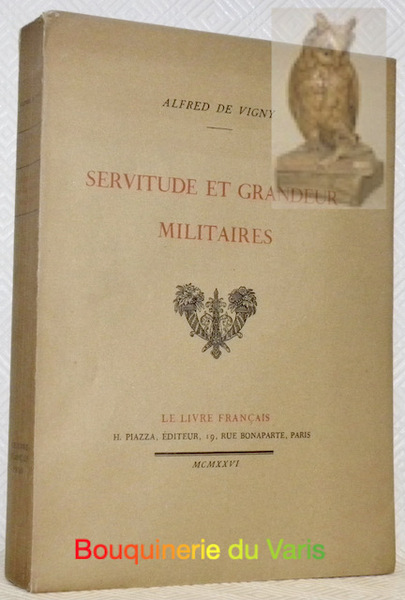 ALFRED DE VIGNY
SERVITUDE ET GRANDEUR
MILITAIRES
LE LIVRE FRANÇAIS
H. PIAZZA, ÉDITEUR, 19, RUE BONAPARTE, PARIS
MCMXXVI
Bouquinerie du Varis